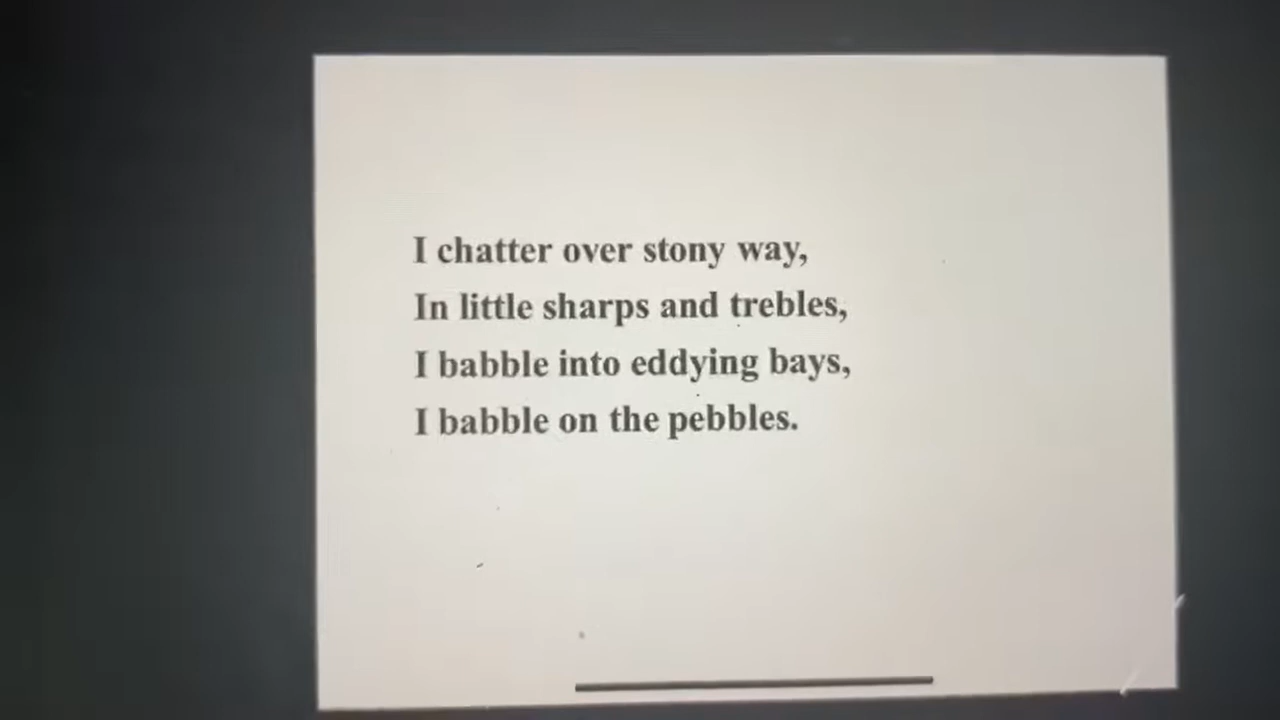 I chatter over stony way,
In little sharps and trebles,
I babble into eddying bays,
I babble on the pebbles.